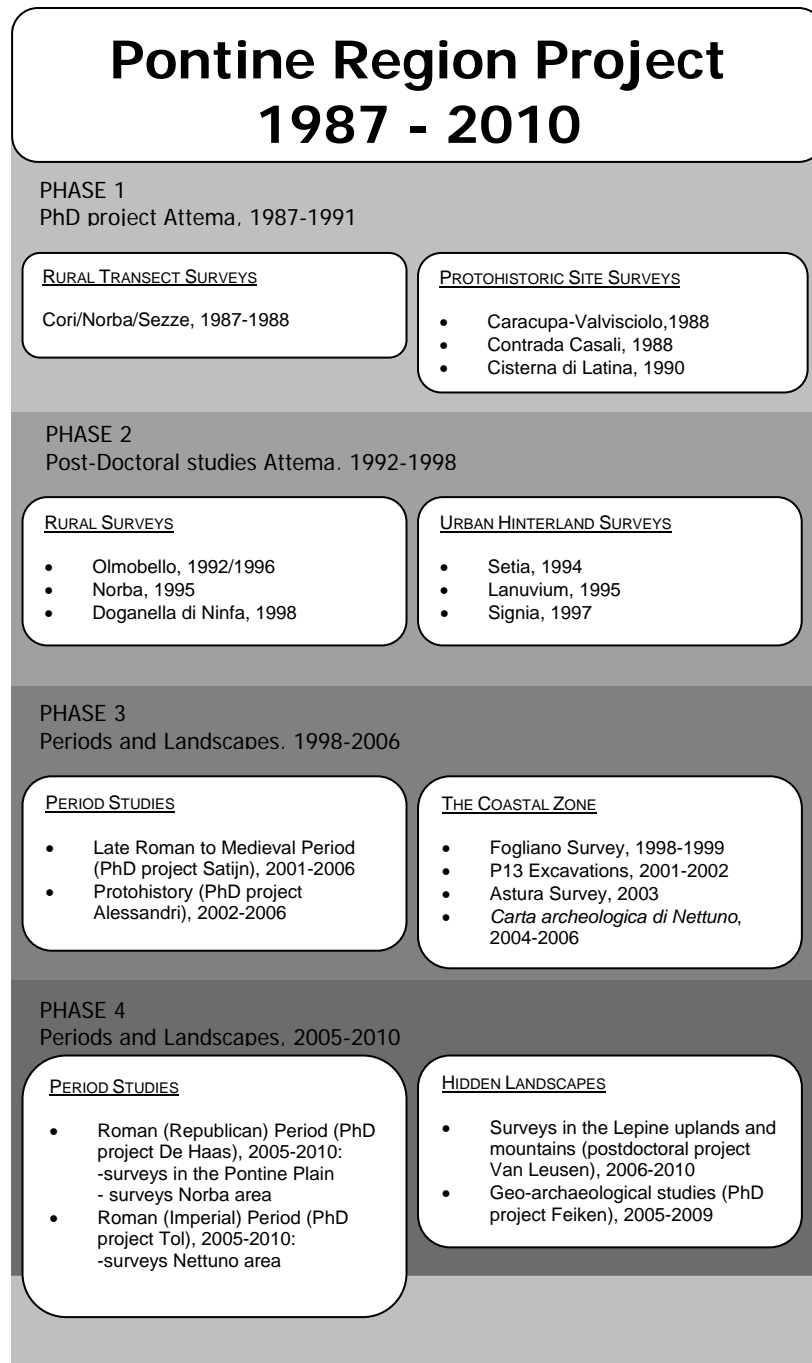 Pontine Region Project
1987 - 2010
PHASE 1
PhD project Attema, 1987-1991
RURAL TRANSECT SURVEYS
Cori/Norba/Sezze, 1987-1988
PROTOHISTORIC SITE SURVEYS
• Caracupa-Valvisciolo,1988
• Contrada Casali, 1988
• Cisterna di Latina, 1990
PHASE 2
Post-Doctoral studies Attema. 1992-1998
RURAL SURVEYS
• Olmobello, 1992/1996
• Norba, 1995
• Doganella di Ninfa, 1998
URBAN HINTERLAND SURVEYS
• Setia, 1994
• Lanuvium, 1995
• Signia, 1997
PHASE 3
Periods and Landscapes. 1998-2006
PERIOD STUDIES
• Late Roman to Medieval Period
(PhD project Satijn), 2001-2006
• Protohistory (PhD project
Alessandri), 2002-2006
THE COASTAL ZONE
• Fogliano Survey, 1998-1999
• P13 Excavations, 2001-2002
• Astura Survey, 2003
• Carta archeologica di Nettuno,
2004-2006
PHASE 4
Periods and Landscapes, 2005-2010
PERIOD STUDIES
• Roman (Republican) Period (PhD
project De Haas), 2005-2010:
-surveys in the Pontine Plain
- surveys Norba area
• Roman (Imperial) Period (PhD
project Tol), 2005-2010:
-surveys Nettuno area
HIDDEN LANDSCAPES
• Surveys in the Lepine uplands and
mountains (postdoctoral project
Van Leusen), 2006-2010
• Geo-archaeological studies (PhD
project Feiken), 2005-2009